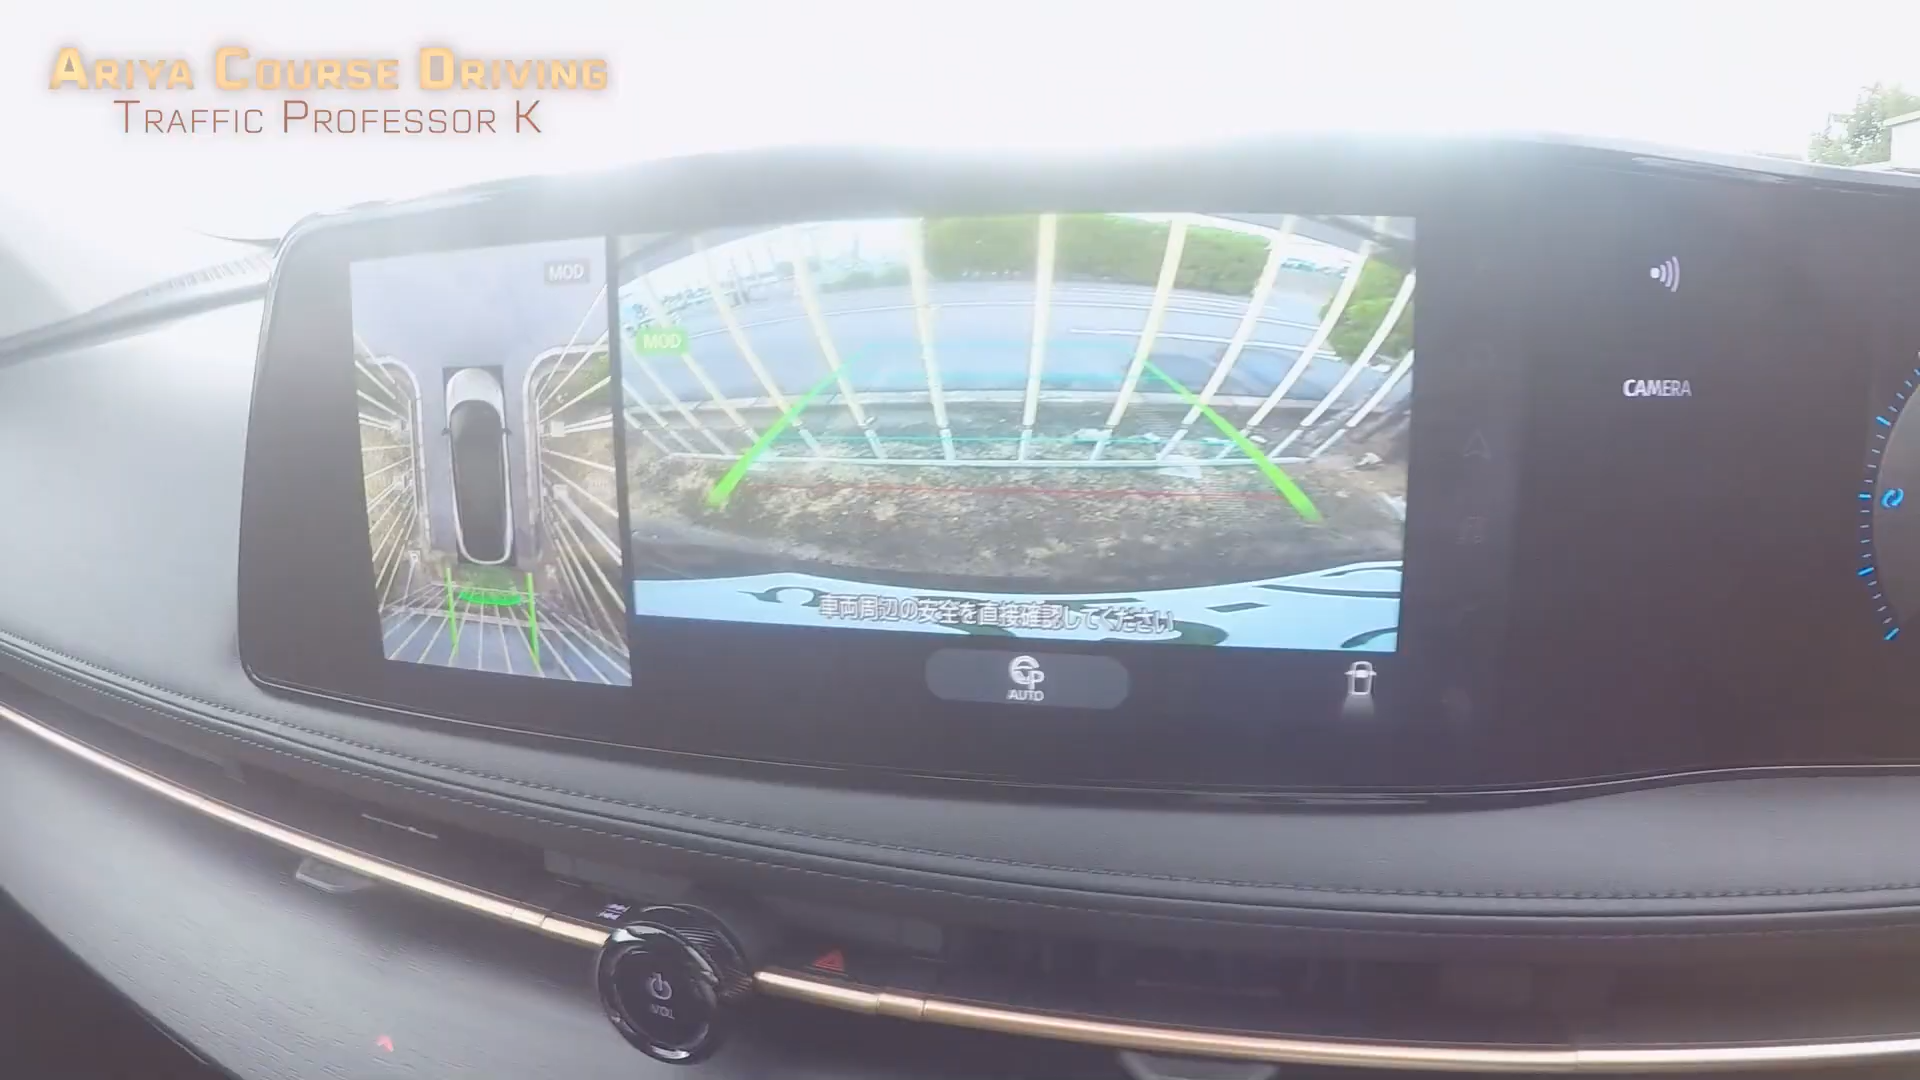 ARIYA COURSE DRIVING
TRAFFIC PROFESSOR K
MOD
MOD
CAMERA
車両周辺の安全を直接確認してください
P
AUTO
VOL